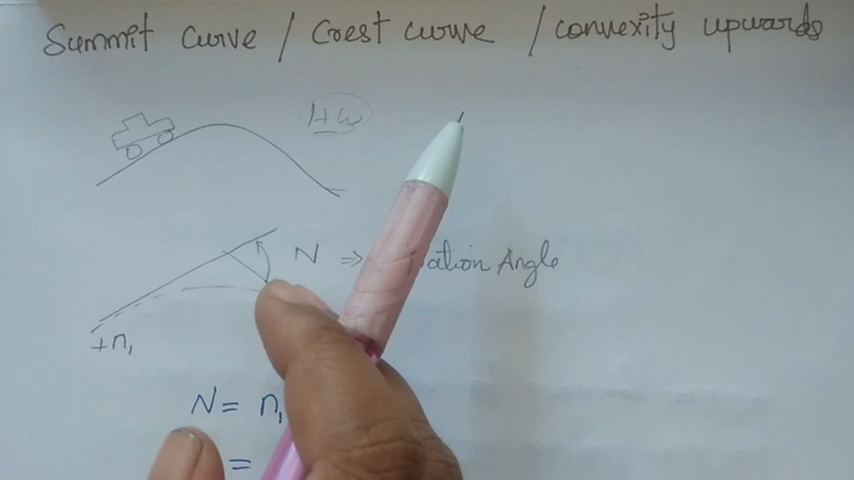 Summit curve / Crest curve / convexity upwards
Hw
N ⇒ ation Angle
+n₁
N = n₁
=